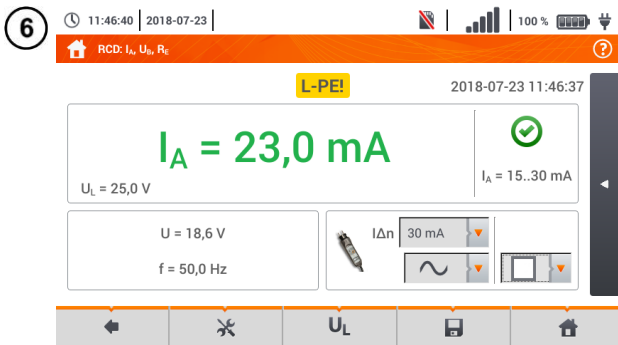 6
11:46:40 2018-07-23 100 %
RCD: IA, UB, RE ?
L-PE! 2018-07-23 11:46:37
IA = 23,0 mA
IA = 15..30 mA
UL = 25,0 V
U = 18,6 V
f = 50,0 Hz
IΔn 30 mA
UL